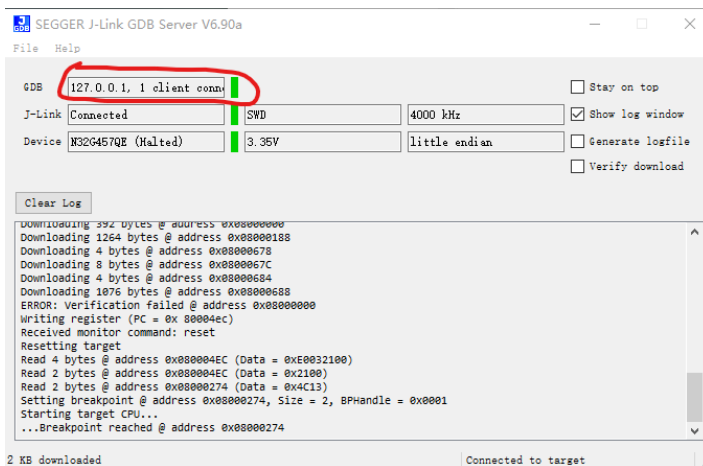 SEGGER J-Link GDB Server V6.90a
File Help
GDB 127.0.0.1, 1 client conn Stay on top
J-Link Connected SWD 4000 kHz Show log window
Device N32G457QE (Halted) 3.35V little endian Generate logfile
Verify download
Clear Log
Downloading 392 bytes @ address 0x08000000
Downloading 1264 bytes @ address 0x08000188
Downloading 4 bytes @ address 0x08000678
Downloading 8 bytes @ address 0x0800067C
Downloading 4 bytes @ address 0x08000684
Downloading 1076 bytes @ address 0x08000688
ERROR: Verification failed @ address 0x08000000
Writing register (PC = 0x 80004ec)
Received monitor command: reset
Resetting target
Read 4 bytes @ address 0x080004EC (Data = 0xE0032100)
Read 2 bytes @ address 0x080004EC (Data = 0x2100)
Read 2 bytes @ address 0x08000274 (Data = 0x4C13)
Setting breakpoint @ address 0x08000274, Size = 2, BPHandle = 0x0001
Starting target CPU...
...Breakpoint reached @ address 0x08000274
2 KB downloaded Connected to target